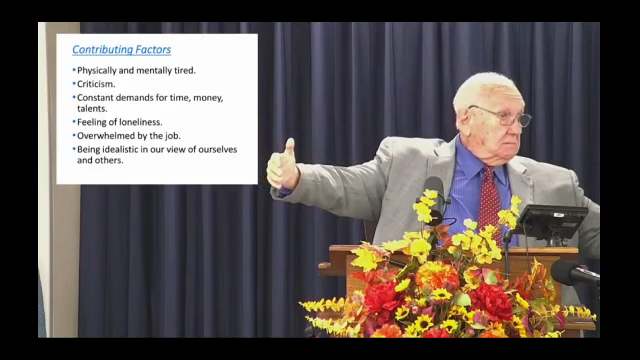 Contributing Factors
•Physically and mentally tired.
•Criticism.
•Constant demands for time, money,
talents.
•Feeling of loneliness.
•Overwhelmed by the job.
•Being idealistic in our view of ourselves
and others.